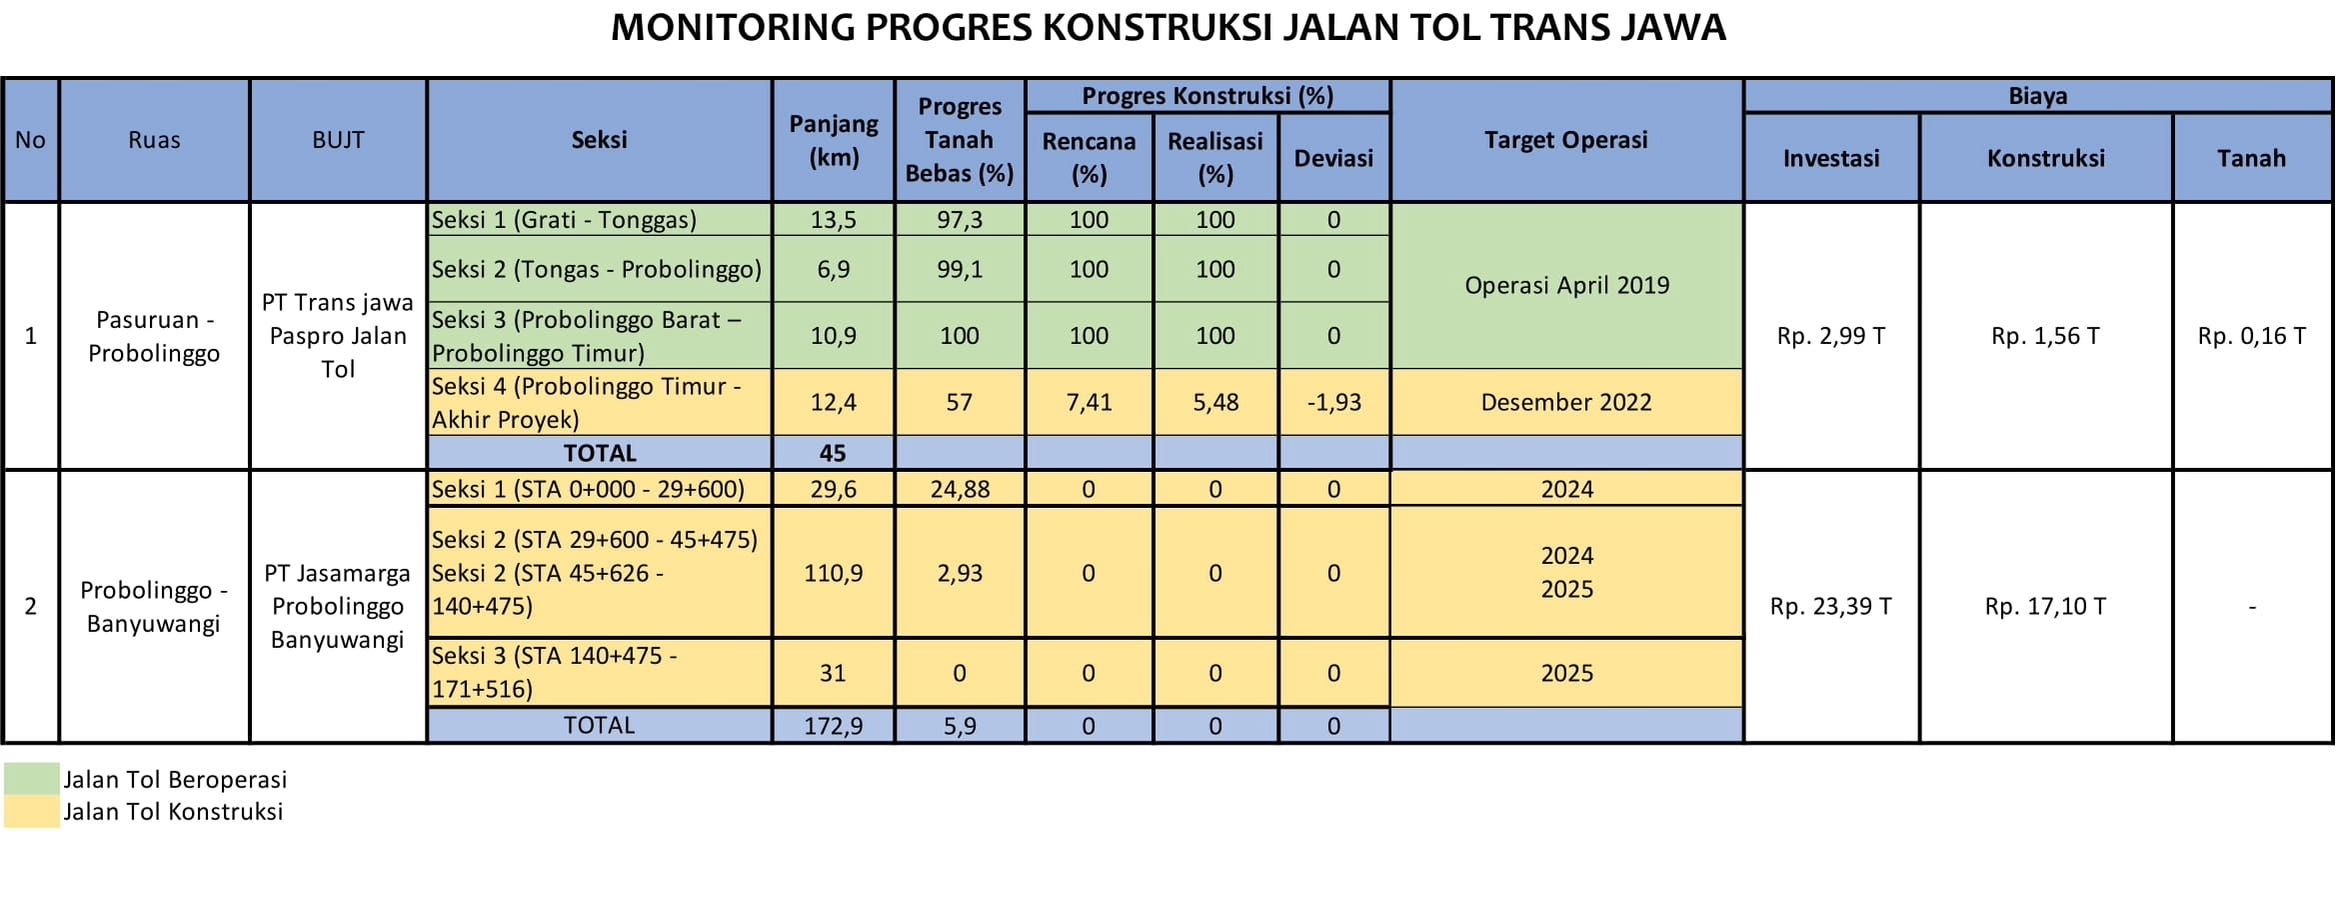 MONITORING PROGRES KONSTRUKSI JALAN TOL TRANS JAWA
No
Ruas
BUJT
Seksi
Panjang
(km)
Progres
Tanah
Bebas (%)
Progres Konstruksi (%)
Rencana
(%)
Realisasi
(%)
Deviasi
Target Operasi
Biaya
Investasi
Konstruksi
Tanah
1
Pasuruan -
Probolinggo
PT Trans jawa
Paspro Jalan
Tol
Seksi 1 (Grati - Tonggas)
13,5
97,3
100
100
0
Operasi April 2019
Seksi 2 (Tongas - Probolinggo)
6,9
99,1
100
100
0
Seksi 3 (Probolinggo Barat –
Probolinggo Timur)
10,9
100
100
100
0
Seksi 4 (Probolinggo Timur -
Akhir Proyek)
12,4
57
7,41
5,48
-1,93
Desember 2022
TOTAL
45
Rp. 2,99 T
Rp. 1,56 T
Rp. 0,16 T
2
Probolinggo -
Banyuwangi
PT Jasamarga
Probolinggo
Banyuwangi
Seksi 1 (STA 0+000 - 29+600)
29,6
24,88
0
0
0
2024
Seksi 2 (STA 29+600 - 45+475)
Seksi 2 (STA 45+626 -
140+475)
110,9
2,93
0
0
0
2024
2025
Seksi 3 (STA 140+475 -
171+516)
31
0
0
0
0
2025
TOTAL
172,9
5,9
0
0
0
Rp. 23,39 T
Rp. 17,10 T
-
Jalan Tol Beroperasi
Jalan Tol Konstruksi